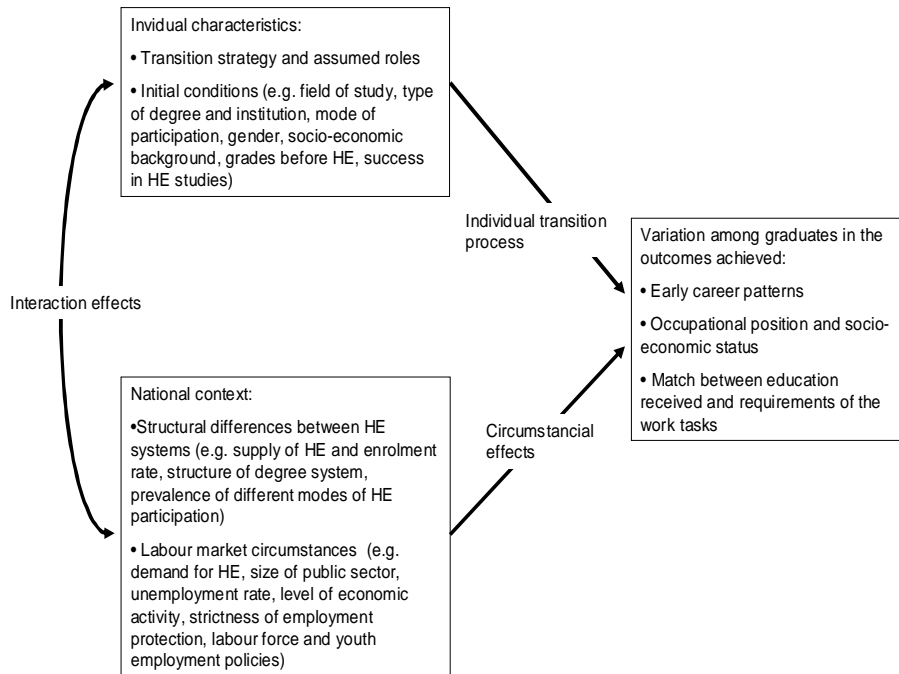 Invidual characteristics:
• Transition strategy and assumed roles
• Initial conditions (e.g. field of study, type
of degree and institution, mode of
participation, gender, socio-economic
background, grades before HE, success
in HE studies)
Individual transition
process
Variation among graduates in the
outcomes achieved:
• Early career patterns
• Occupational position and socio-
economic status
• Match between education
received and requirements of the
work tasks
Interaction effects
National context:
•Structural differences between HE
systems (e.g. supply of HE and enrolment
rate, structure of degree system,
prevalence of different modes of HE
participation)
• Labour market circumstances (e.g.
demand for HE, size of public sector,
unemployment rate, level of economic
activity, strictness of employment
protection, labour force and youth
employment policies)
Circumstancial
effects